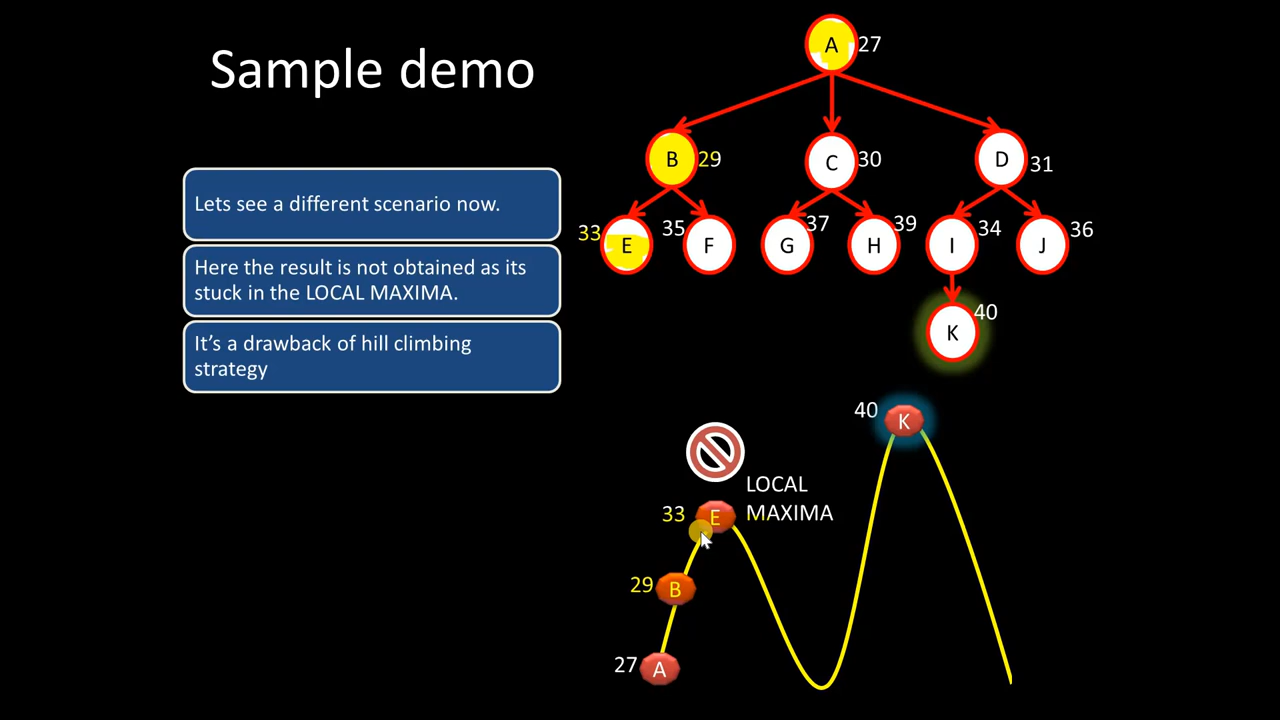 Sample demo
Lets see a different scenario now.
Here the result is not obtained as its
stuck in the LOCAL MAXIMA.
It's a drawback of hill climbing
strategy
A 27
B 29
C 30
D 31
33 E
35 F
G 37
H 39
I 34
J 36
K 40
40 K
LOCAL
MAXIMA
33 E
29 B
27 A